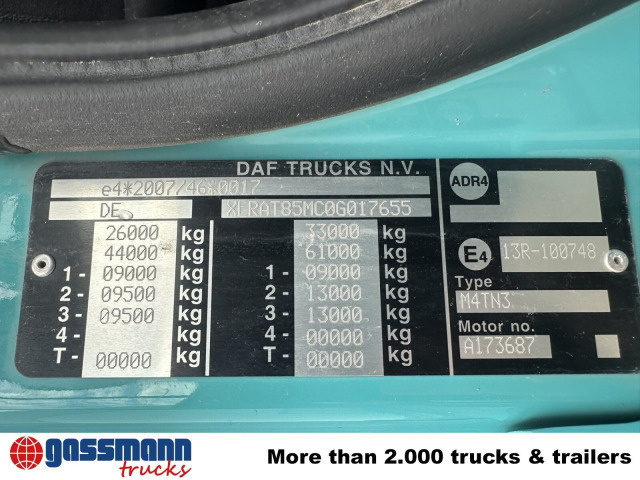 DAF TRUCKS N.V.
e4*2007/46*0017
DE XLRAT85MC0G017655
26000 kg 33000 kg
44000 kg 61000 kg
1 - 09000 kg 1 - 09000 kg
2 - 09500 kg 2 - 13000 kg
3 - 09500 kg 3 - 13000 kg
4 - kg 4 - 00000 kg
T - 00000 kg T - 00000 kg
ADR4
E4 13R-100748
Type
M4TN3
Motor no.
A173687
gassmann
trucks
More than 2.000 trucks & trailers